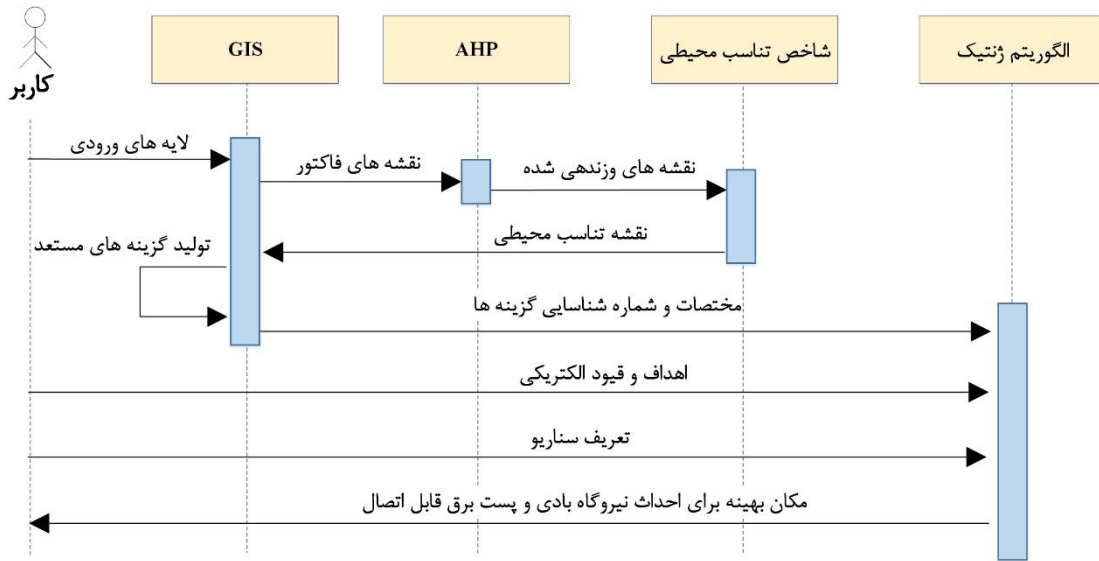 الگوریتم ژنتیک
شاخص تناسب محیطی
AHP
GIS
کاربر
لایه های ورودی
نقشه های فاکتور
نقشه های وزندهی شده
نقشه تناسب محیطی
تولید گزینه های مستعد
مختصات و شماره شناسایی گزینه ها
اهداف و قیود الکتریکی
تعریف سناریو
مکان بهینه برای احداث نیروگاه بادی و پست برق قابل اتصال